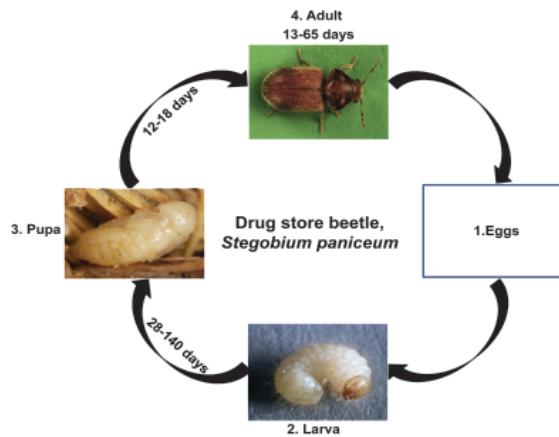 4. Adult
13-65 days
12-18 days
3. Pupa
Drug store beetle,
Stegobium paniceum
1.Eggs
28-140 days
2. Larva